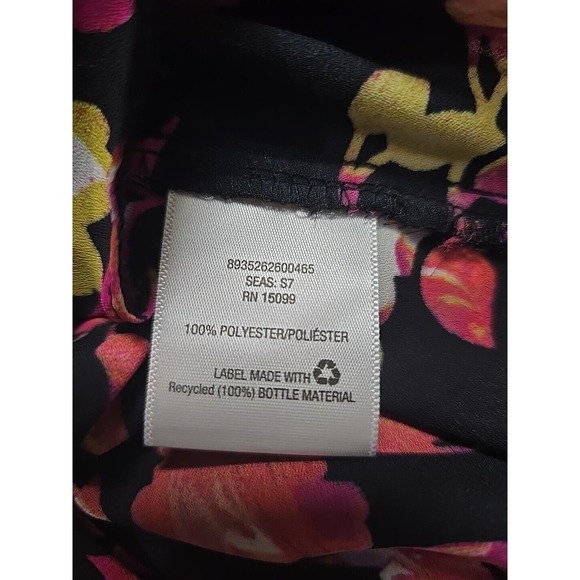 8935262600465
SEAS: S7
RN 15099
100% POLYESTER/POLIÉSTER
LABEL MADE WITH
Recycled (100%) BOTTLE MATERIAL